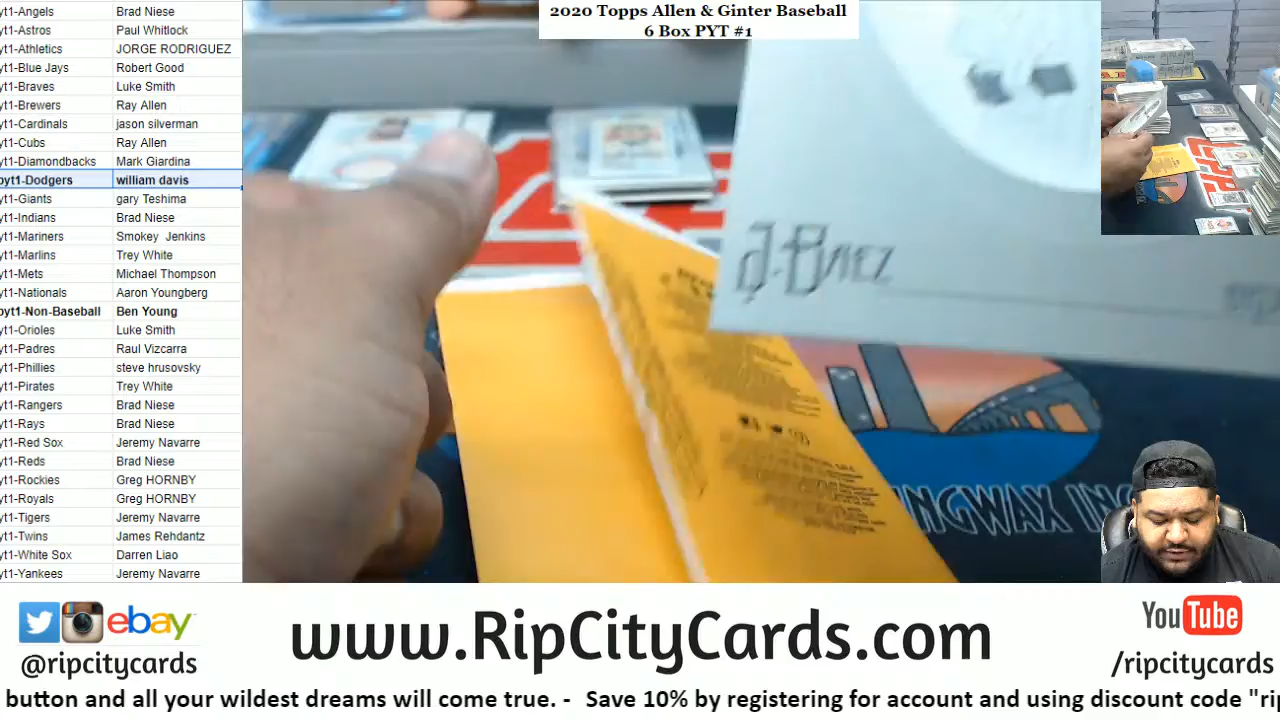 2020 Topps Allen & Ginter Baseball
6 Box PYT #1
yt1-Angels Brad Niese
yt1-Astros Paul Whitlock
yt1-Athletics JORGE RODRIGUEZ
yt1-Blue Jays Robert Good
yt1-Braves Luke Smith
yt1-Brewers Ray Allen
yt1-Cardinals jason silverman
yt1-Cubs Ray Allen
yt1-Diamondbacks Mark Giardina
pyt1-Dodgers william davis
yt1-Giants gary Teshima
yt1-Indians Brad Niese
yt1-Mariners Smokey Jenkins
yt1-Marlins Trey White
yt1-Mets Michael Thompson
yt1-Nationals Aaron Youngberg
pyt1-Non-Baseball Ben Young
yt1-Orioles Luke Smith
yt1-Padres Raul Vizcarra
yt1-Phillies steve hrusovsky
yt1-Pirates Trey White
yt1-Rangers Brad Niese
yt1-Rays Brad Niese
yt1-Red Sox Jeremy Navarre
yt1-Reds Brad Niese
yt1-Rockies Greg HORNBY
yt1-Royals Greg HORNBY
yt1-Tigers Jeremy Navarre
yt1-Twins James Rehdantz
yt1-White Sox Darren Liao
yt1-Yankees Jeremy Navarre
INGWAX IN
ebay
@ripcitycards
www.RipCityCards.com
YouTube
/ripcitycards
button and all your wildest dreams will come true. - Save 10% by registering for account and using discount code "rip